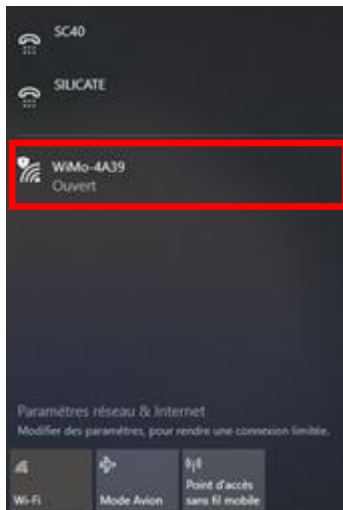 SC40
SILICATE
WiMo-4A39
Ouvert
Paramètres réseau & Internet
Modifier des paramètres, pour rendre une connexion limitée.
Wi-Fi
Mode Avion
Point d'accès
sans fil mobile